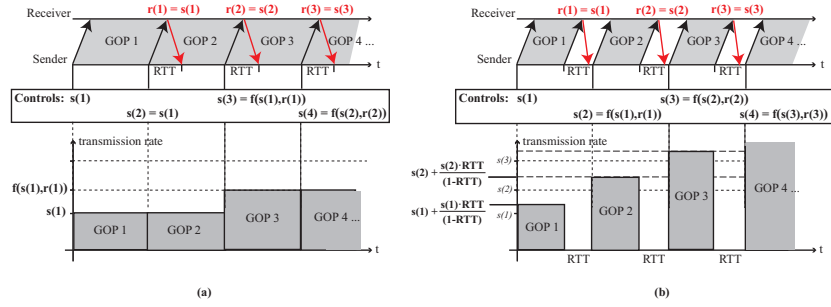 r(1) = s(1)
r(2) = s(2)
r(3) = s(3)
Receiver
GOP 1
GOP 2
GOP 3
GOP 4 ...
Sender
t
RTT
RTT
RTT
Controls: s(1)
s(3) = f(s(1),r(1))
s(2) = s(1)
s(4) = f(s(2),r(2))
transmission rate
f(s(1),r(1))
s(1)
GOP 1
GOP 2
GOP 3
GOP 4 ...
t
(a)
r(1) = s(1)
r(2) = s(2)
r(3) = s(3)
Receiver
GOP 1
GOP 2
GOP 3
GOP 4 ...
Sender
t
RTT
RTT
RTT
Controls: s(1)
s(3) = f(s(2),r(2))
s(2) = f(s(1),r(1))
s(4) = f(s(3),r(3))
transmission rate
s(3)
s(2) + s(2)·RTT
(1-RTT)
s(2)
s(1) + s(1)·RTT
(1-RTT)
s(1)
GOP 1
GOP 2
GOP 3
GOP 4 ...
t
RTT
RTT
RTT
(b)